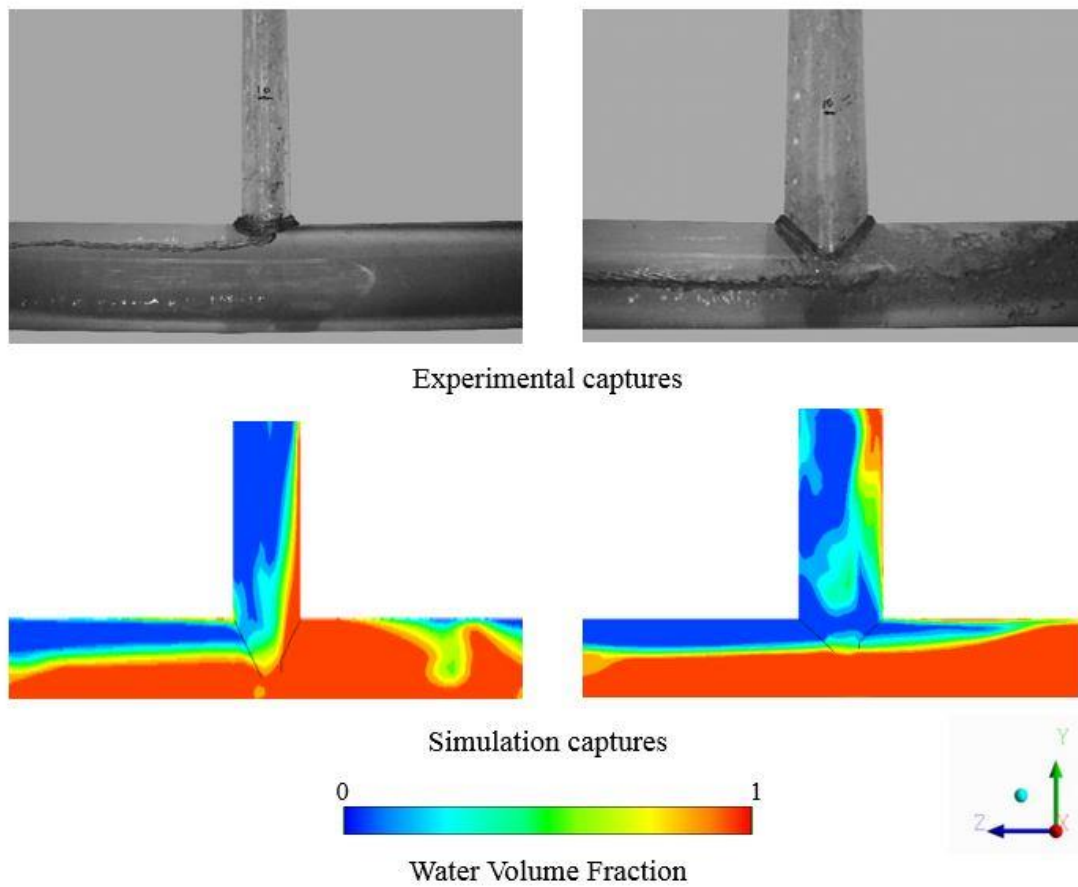 Experimental captures
Simulation captures
0 1
Water Volume Fraction
Y
Z X